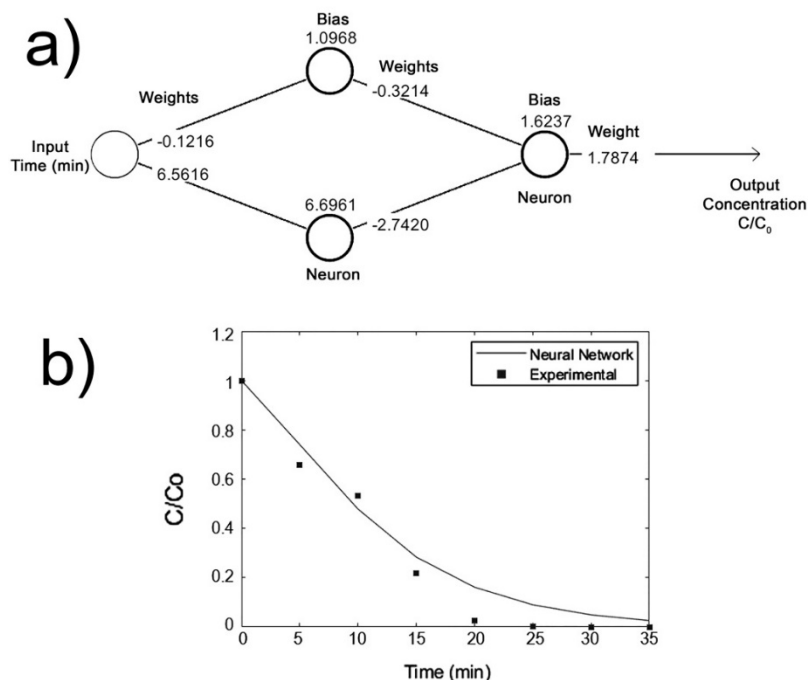 a)
Bias
1.0968
Weights
-0.1216
Weights
-0.3214
Input
Time (min)
6.5616
6.6961
Neuron
-2.7420
Bias
1.6237
Neuron
Weight
1.7874
Output
Concentration
C/C₀
b)
1.2
1
0.8
0.6
0.4
0.2
0
C/Co
Neural Network
Experimental
0 5 10 15 20 25 30 35
Time (min)